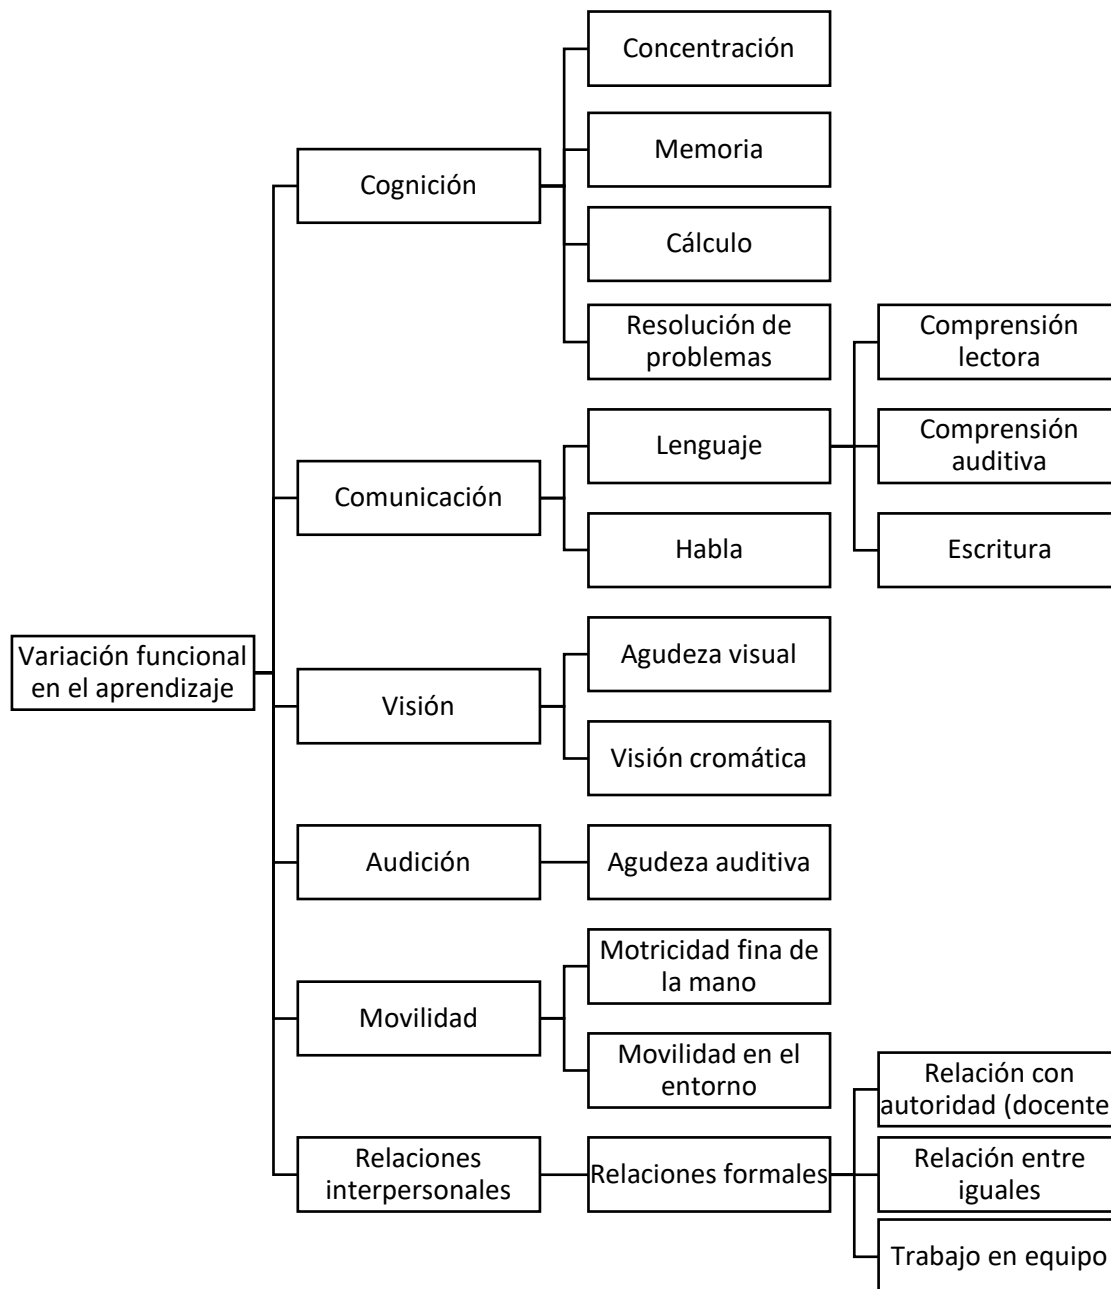 Concentración
Memoria
Cognición
Cálculo
Resolución de
problemas
Comprensión
lectora
Lenguaje
Comprensión
auditiva
Comunicación
Habla
Escritura
Variación funcional
en el aprendizaje
Agudeza visual
Visión
Visión cromática
Audición
Agudeza auditiva
Motricidad fina de
la mano
Movilidad
Movilidad en el
entorno
Relación con
autoridad (docente
Relaciones
interpersonales
Relaciones formales
Relación entre
iguales
Trabajo en equipo